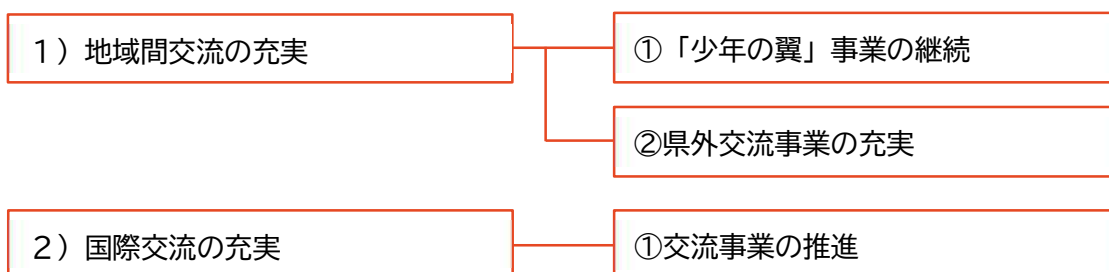 1）地域間交流の充実
①「少年の翼」事業の継続
②県外交流事業の充実
2）国際交流の充実
①交流事業の推進